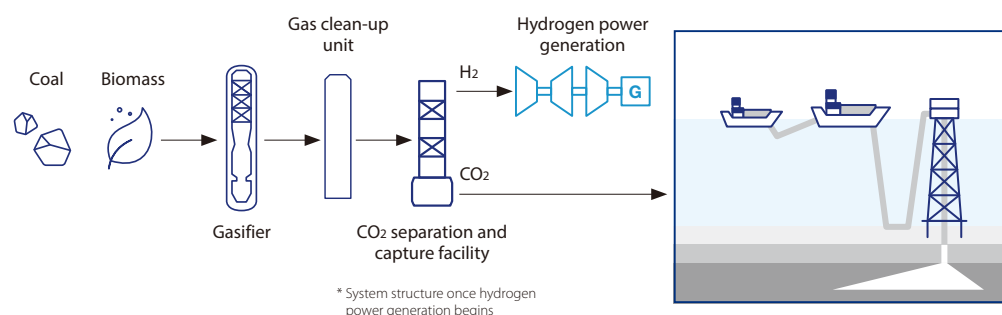 Coal
Biomass
Gasifier
Gas clean-up
unit
CO2 separation and
capture facility
H2
CO2
Hydrogen power
generation
G
* System structure once hydrogen
power generation begins